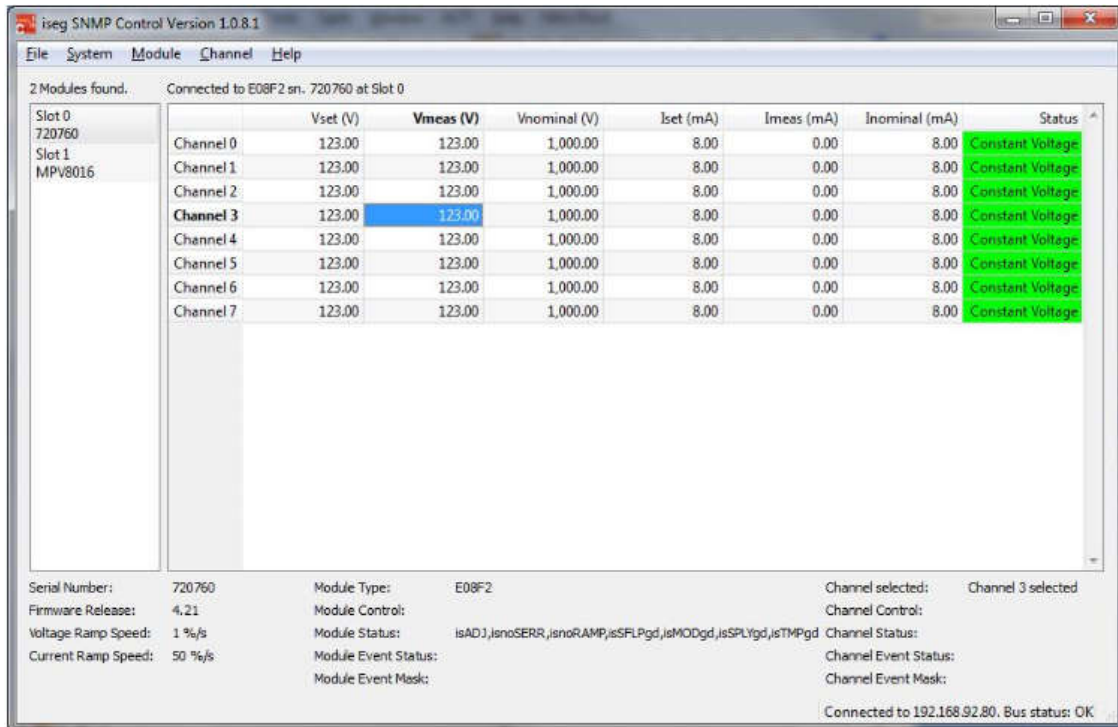 iseg SNMP Control Version 1.0.8.1
File System Module Channel Help
2 Modules found. Connected to E08F2 sn. 720760 at Slot 0
Slot 0
720760
Slot 1
MPV8016
Vset (V) Vmeas (V) Vnominal (V) Iset (mA) Imeas (mA) Inominal (mA) Status
Channel 0 123.00 123.00 1,000.00 8.00 0.00 8.00 Constant Voltage
Channel 1 123.00 123.00 1,000.00 8.00 0.00 8.00 Constant Voltage
Channel 2 123.00 123.00 1,000.00 8.00 0.00 8.00 Constant Voltage
Channel 3 123.00 123.00 1,000.00 8.00 0.00 8.00 Constant Voltage
Channel 4 123.00 123.00 1,000.00 8.00 0.00 8.00 Constant Voltage
Channel 5 123.00 123.00 1,000.00 8.00 0.00 8.00 Constant Voltage
Channel 6 123.00 123.00 1,000.00 8.00 0.00 8.00 Constant Voltage
Channel 7 123.00 123.00 1,000.00 8.00 0.00 8.00 Constant Voltage
Serial Number: 720760 Module Type: E08F2 Channel selected: Channel 3 selected
Firmware Release: 4.21 Module Control: Channel Control:
Voltage Ramp Speed: 1 %/s Module Status: isADJ,isnoSERR,isnoRAMP,isSFLPgd,isMODgd,isSPLYgd,isTMPgd Channel Status:
Current Ramp Speed: 50 %/s Module Event Status: Channel Event Status:
Module Event Mask: Channel Event Mask:
Connected to 192.168.92.80. Bus status: OK